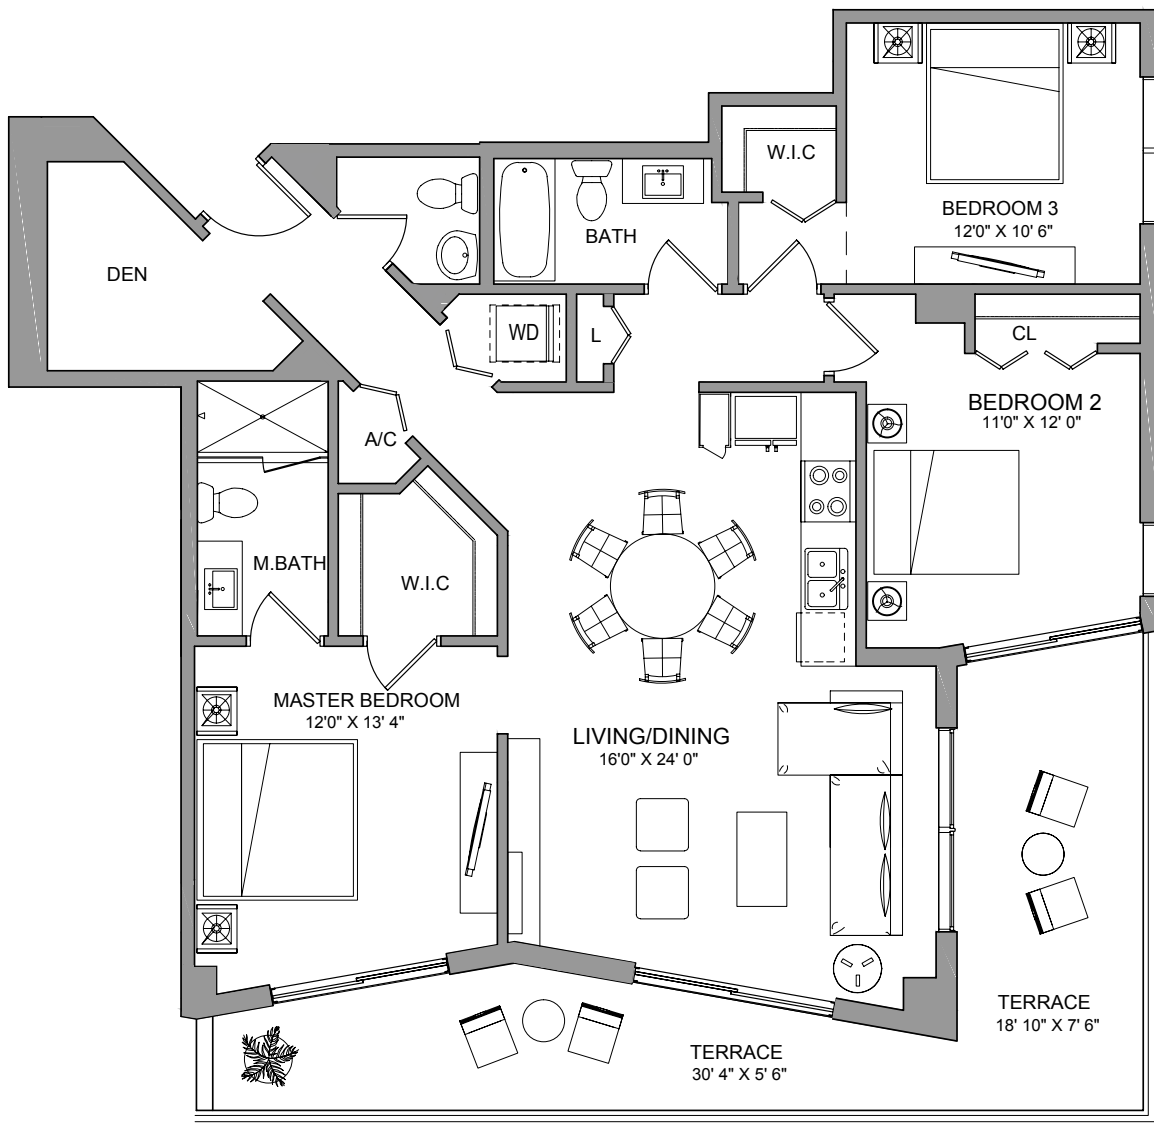 W.I.C
BEDROOM 3
12'0" X 10' 6"
BATH
DEN
WD
L
CL
BEDROOM 2
11'0" X 12' 0"
A/C
M.BATH
W.I.C
MASTER BEDROOM
12'0" X 13' 4"
LIVING/DINING
16'0" X 24' 0"
TERRACE
18' 10" X 7' 6"
TERRACE
30' 4" X 5' 6"